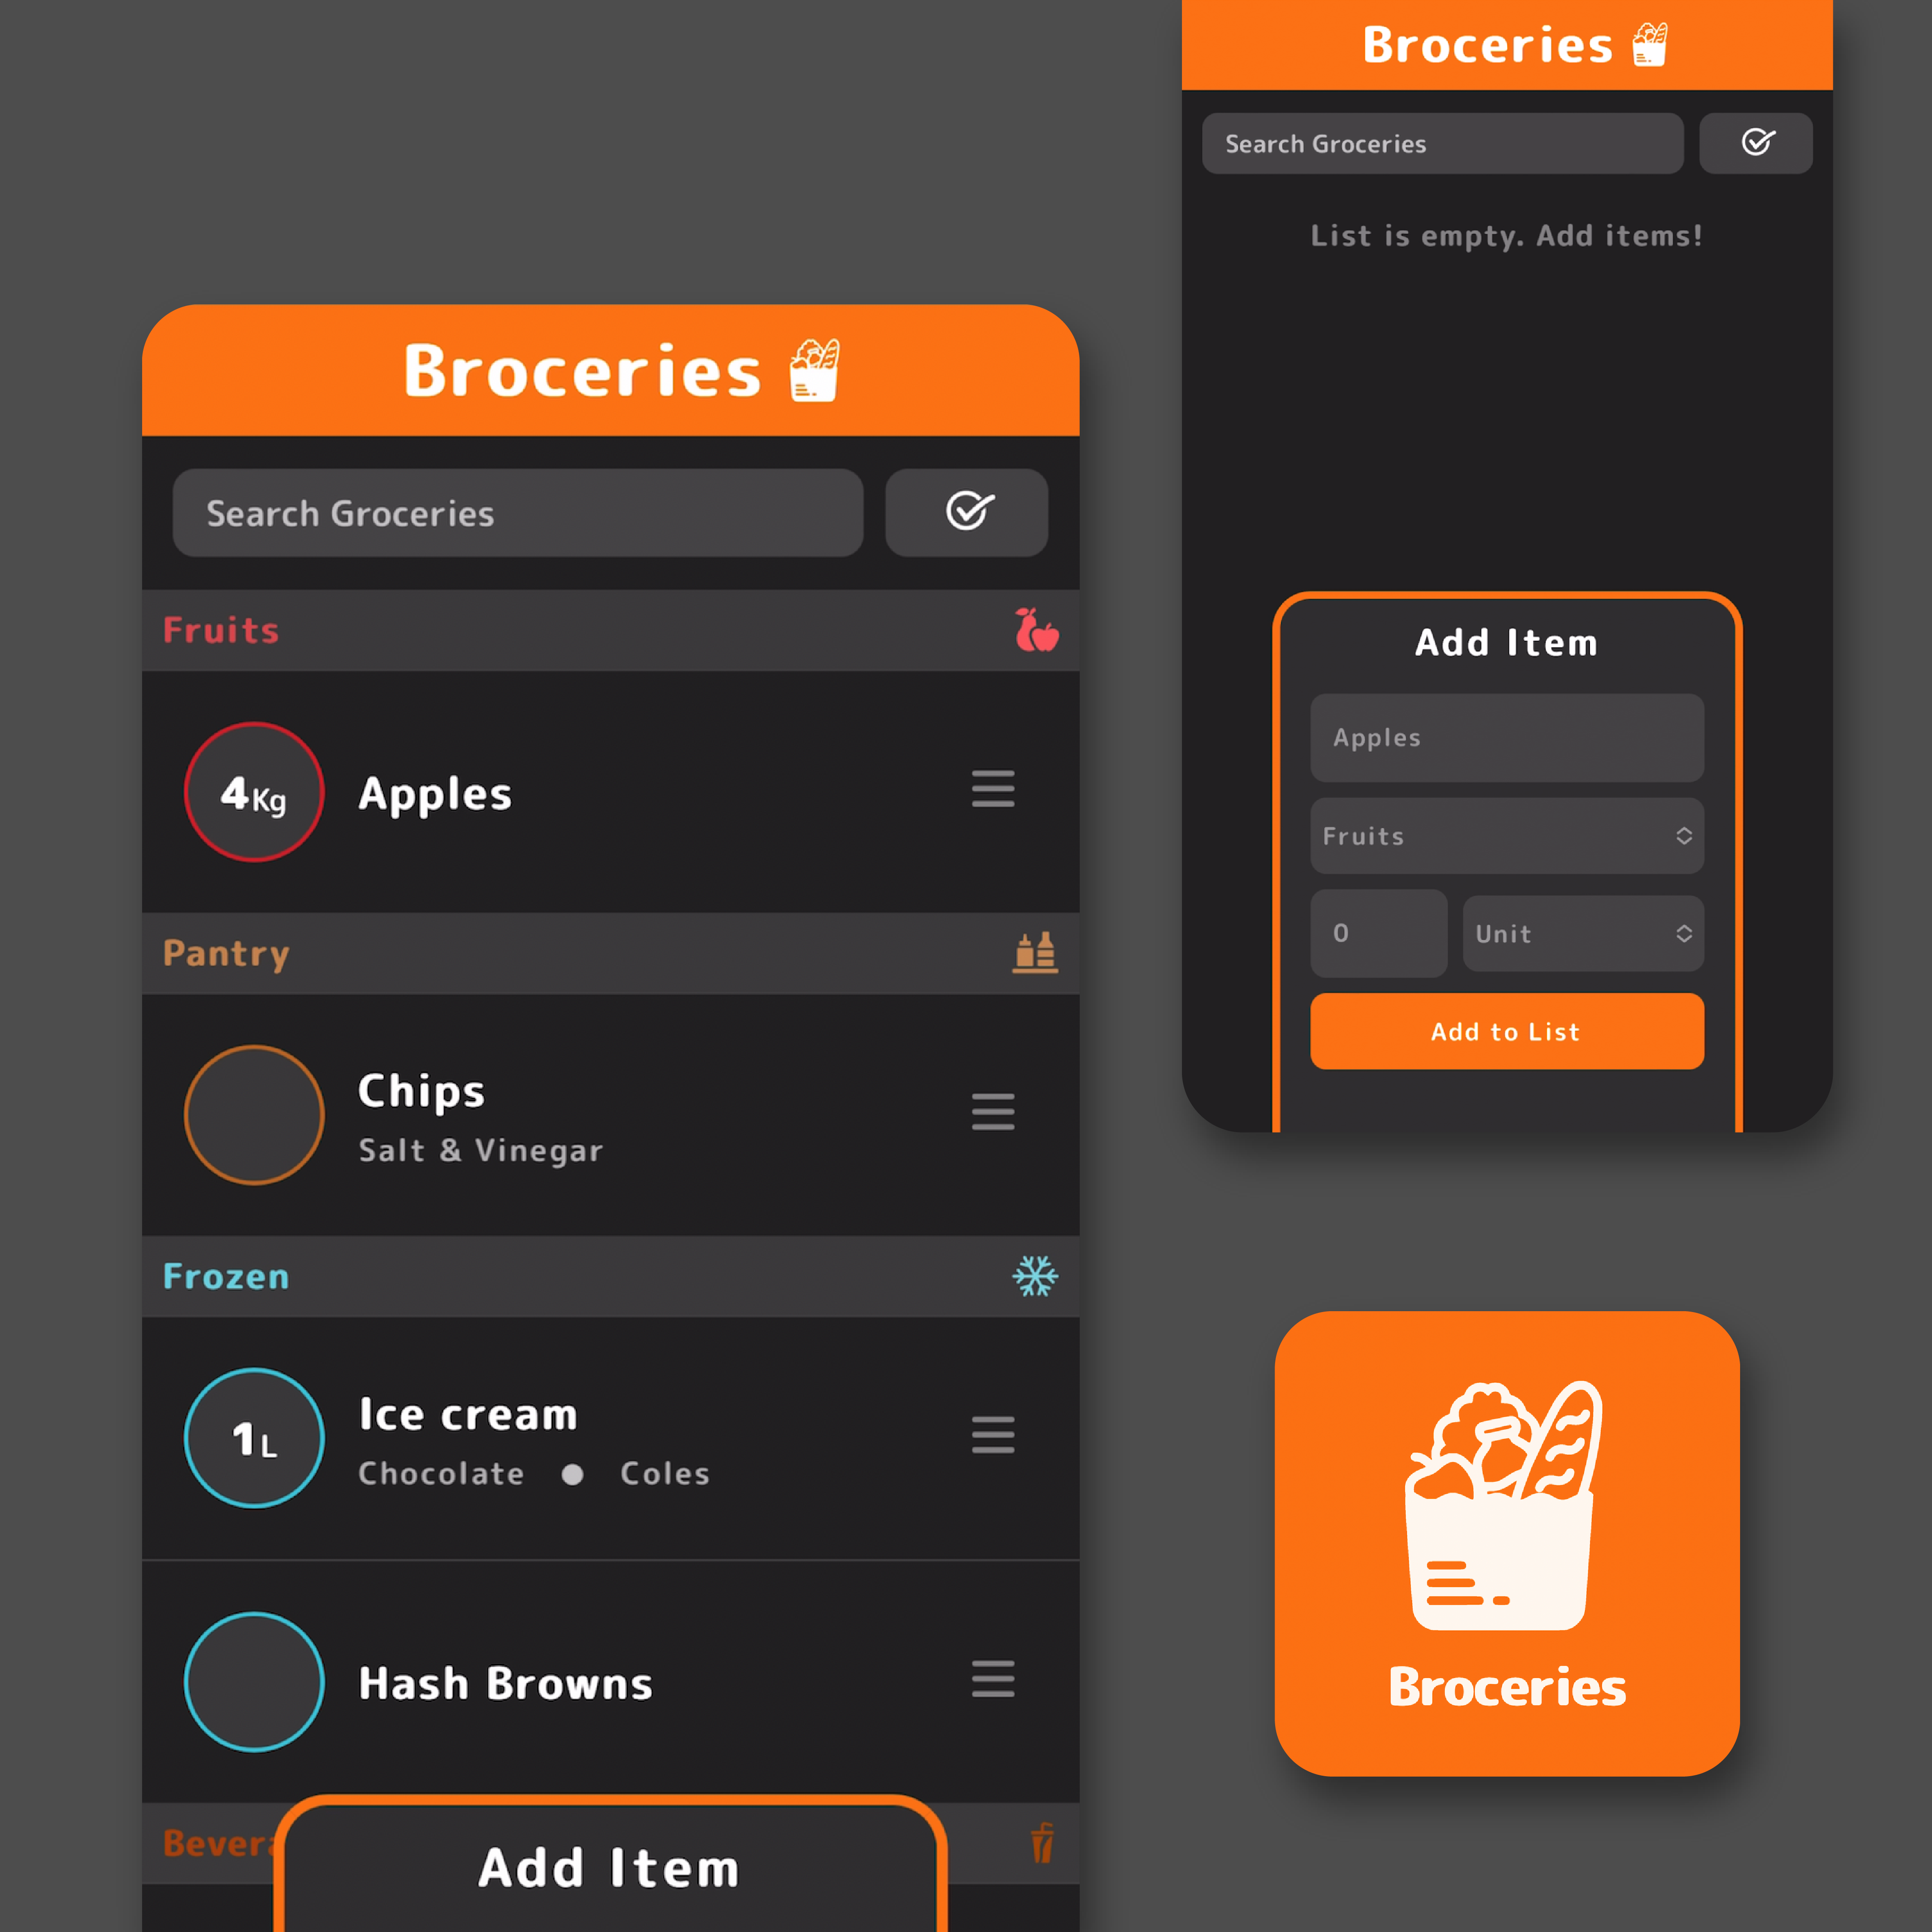 Broceries
Search Groceries
Fruits
4Kg
Apples
Pantry
Chips
Salt & Vinegar
Frozen
1L
Ice cream
Chocolate ● Coles
Hash Browns
Bevera
Add Item
Broceries
Search Groceries
List is empty. Add items!
Add Item
Apples
Fruits
0
Unit
Add to List
Broceries